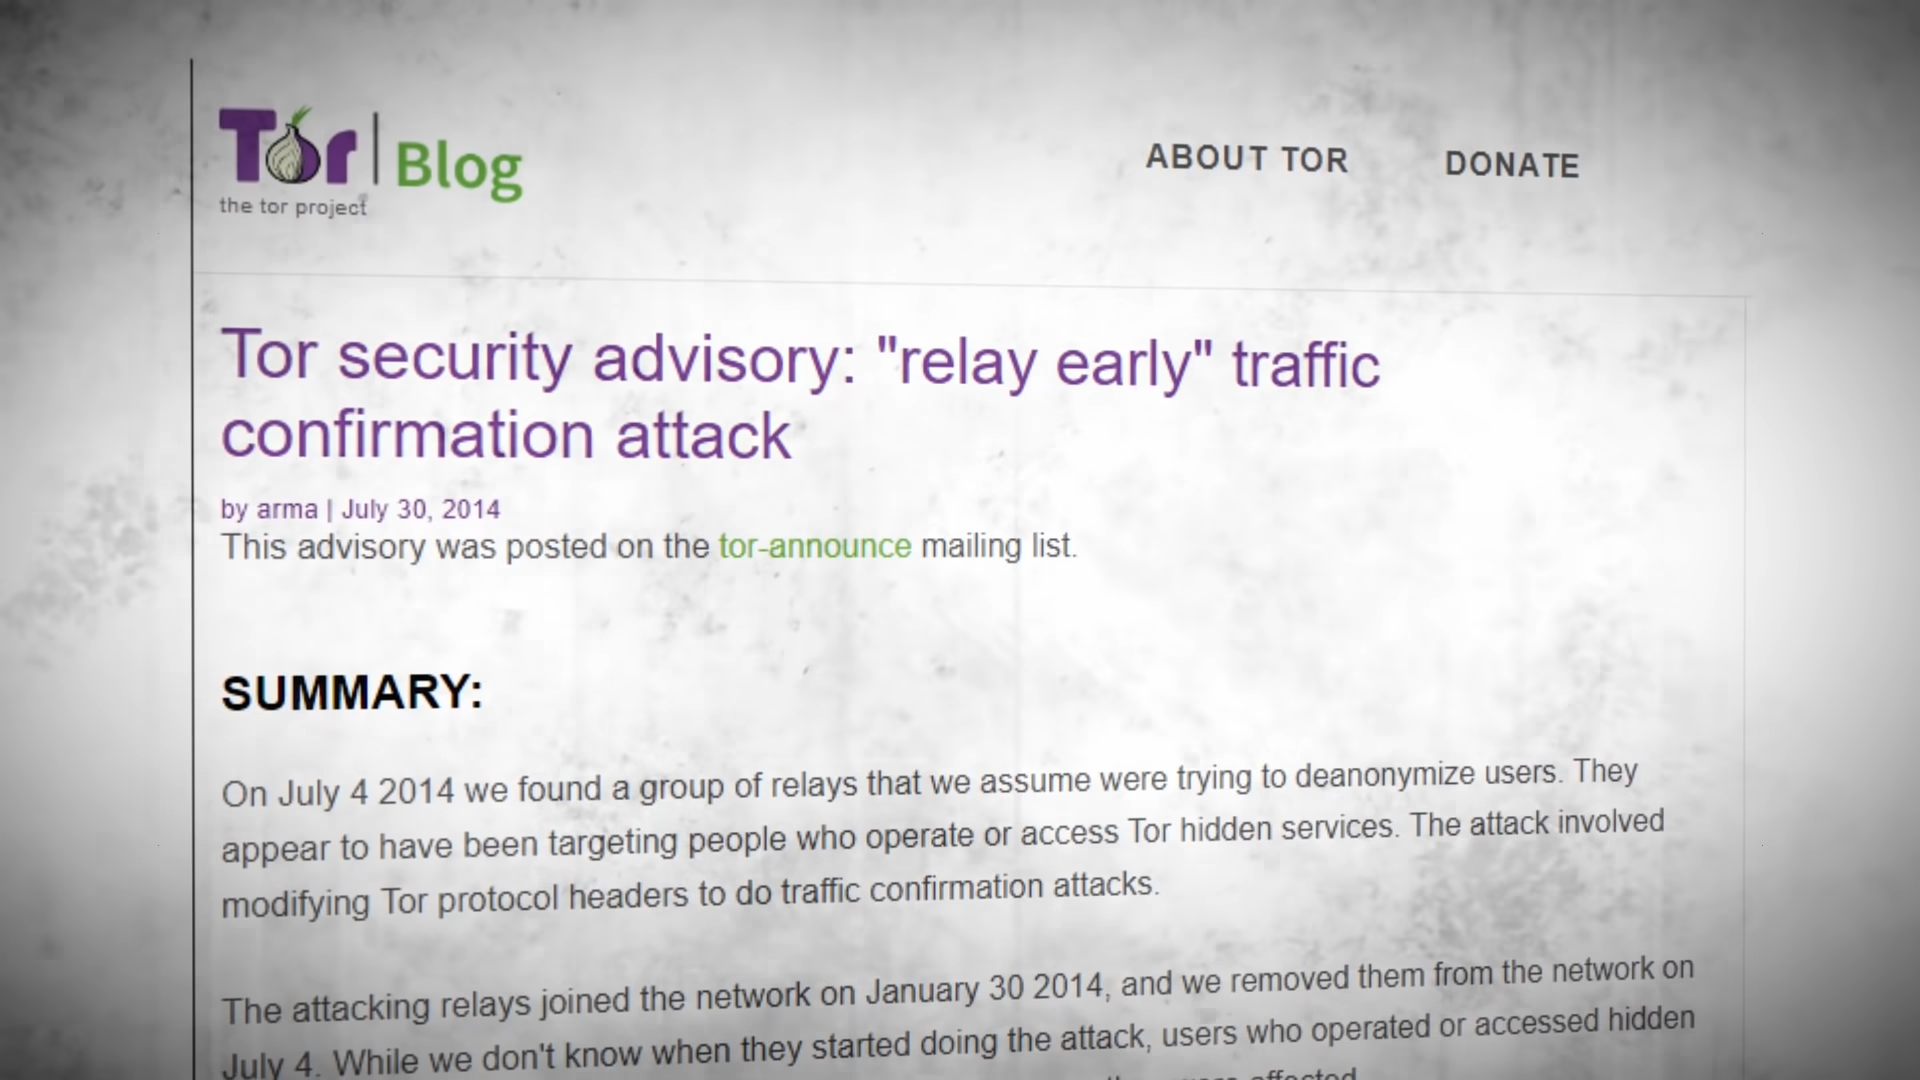 Tor | Blog
the tor project
ABOUT TOR
DONATE
Tor security advisory: "relay early" traffic
confirmation attack
by arma | July 30, 2014
This advisory was posted on the tor-announce mailing list.
SUMMARY:
On July 4 2014 we found a group of relays that we assume were trying to deanonymize users. They
appear to have been targeting people who operate or access Tor hidden services. The attack involved
modifying Tor protocol headers to do traffic confirmation attacks.
The attacking relays joined the network on January 30 2014, and we removed them from the network on
July 4. While we don't know when they started doing the attack, users who operated or accessed hidden
affected